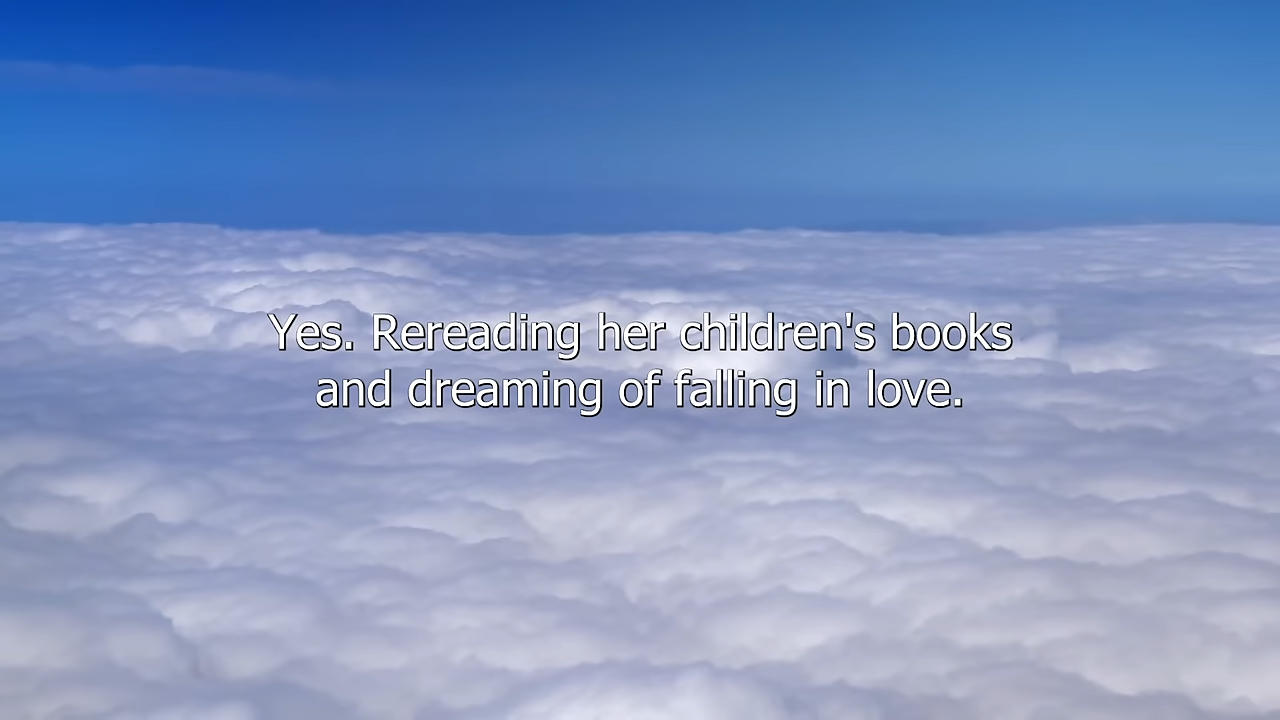 Yes. Rereading her children's books
and dreaming of falling in love.